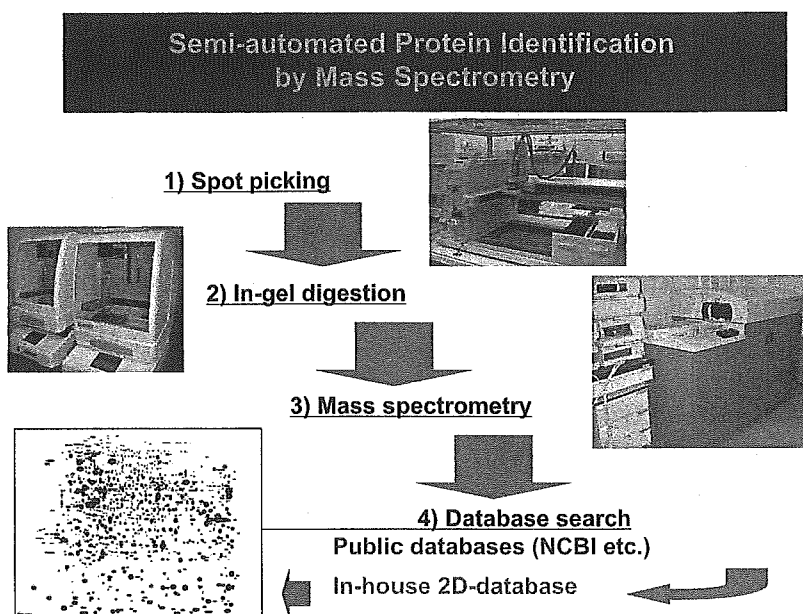 Semi-automated Protein Identification
by Mass Spectrometry
1) Spot picking
2) In-gel digestion
3) Mass spectrometry
4) Database search
Public databases (NCBI etc.)
In-house 2D-database